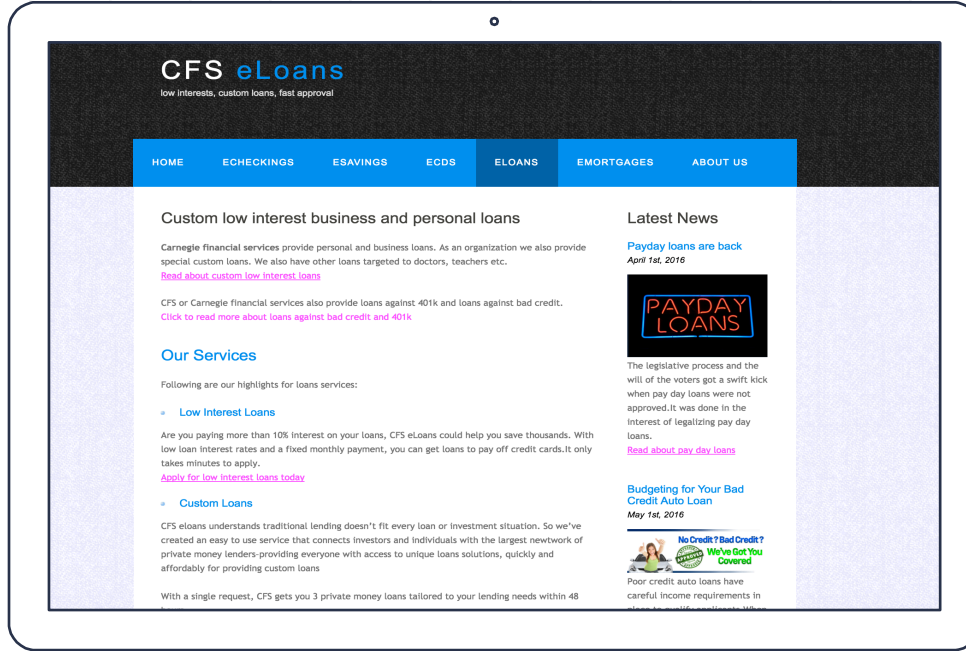 CFS eLoans
low interests, custom loans, fast approval
HOME ECHECKINGS ESAVINGS ECDS ELOANS EMORTGAGES ABOUT US
Custom low interest business and personal loans
Carnegie financial services provide personal and business loans. As an organization we also provide
special custom loans. We also have other loans targeted to doctors, teachers etc.
Read about custom low interest loans
CFS or Carnegie financial services also provide loans against 401k and loans against bad credit.
Click to read more about loans against bad credit and 401k
Our Services
Following are our highlights for loans services:
Low Interest Loans
Are you paying more than 10% interest on your loans, CFS eLoans could help you save thousands. With
low loan interest rates and a fixed monthly payment, you can get loans to pay off credit cards.It only
takes minutes to apply.
Apply for low interest loans today
Custom Loans
CFS eloans understands traditional lending doesn't fit every loan or investment situation. So we've
created an easy to use service that connects investors and individuals with the largest newtwork of
private money lenders-providing everyone with access to unique loans solutions, quickly and
affordably for providing custom loans
With a single request, CFS gets you 3 private money loans tailored to your lending needs within 48
Latest News
Payday loans are back
April 1st, 2016
PAYDAY
LOANS
The legislative process and the
will of the voters got a swift kick
when pay day loans were not
approved.It was done in the
interest of legalizing pay day
loans.
Read about pay day loans
Budgeting for Your Bad
Credit Auto Loan
May 1st, 2016
No Credit ? Bad Credit ?
APPROVED
We've Got You
Covered
Poor credit auto loans have
careful income requirements in
place to qualify applicants When